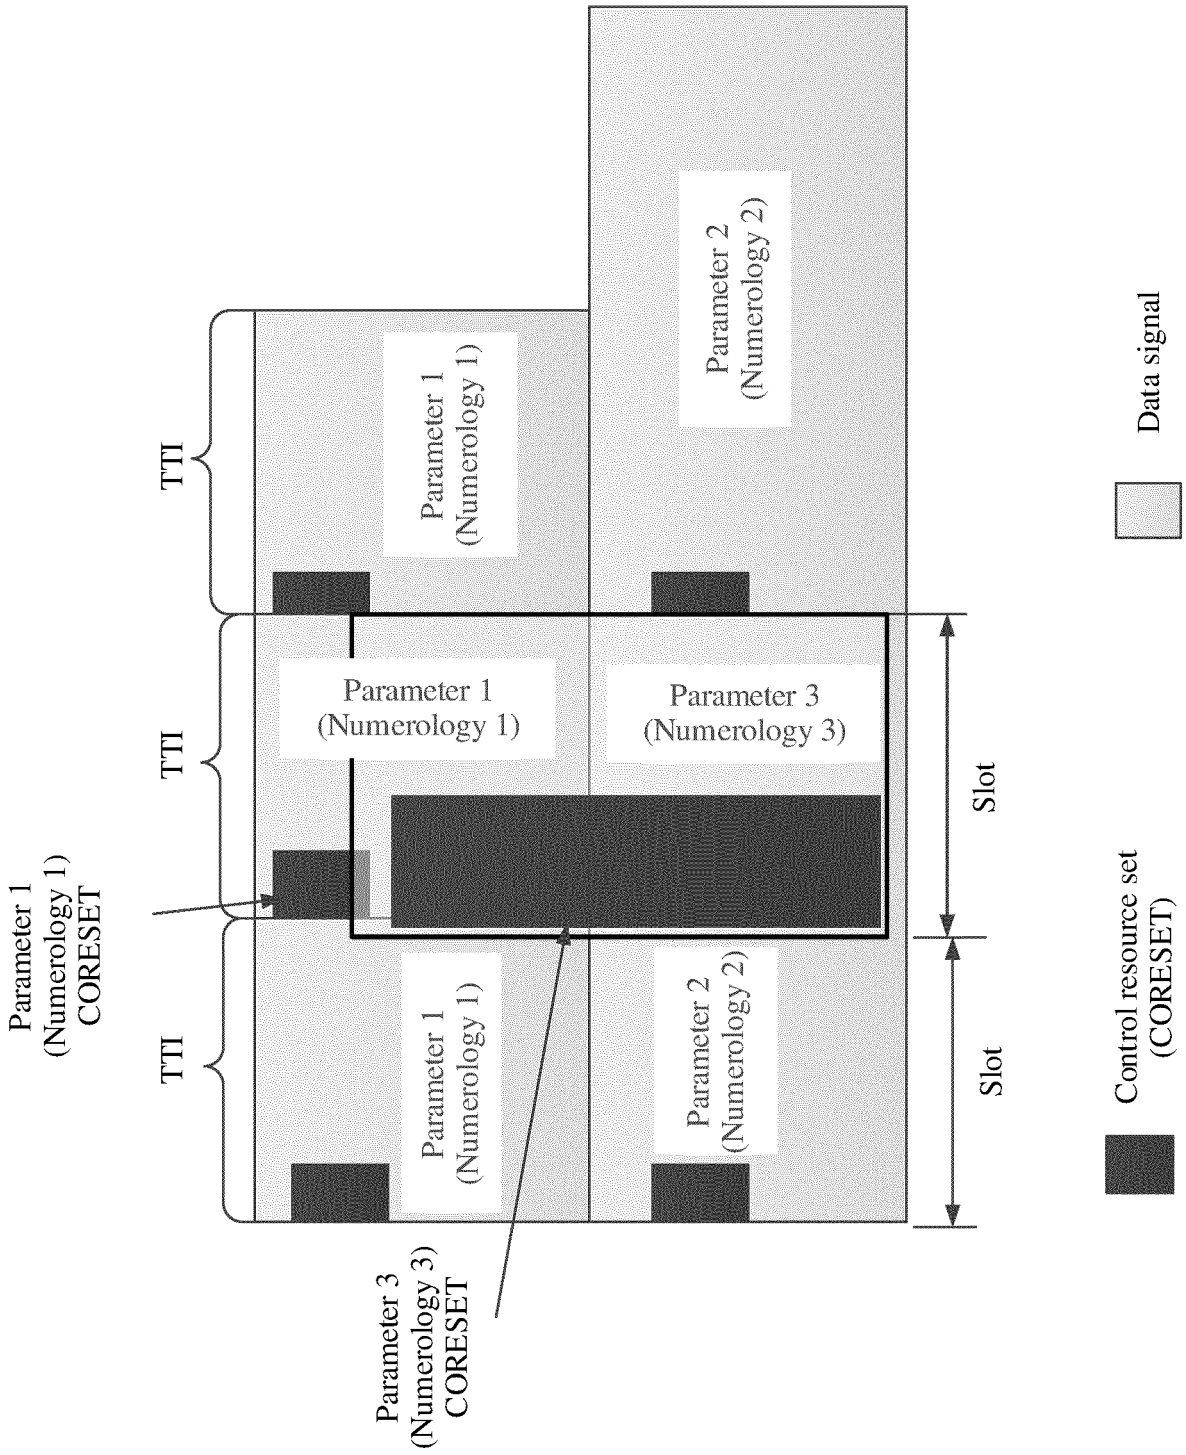 Parameter 1
(Numerology 1)
CORESET
TTI
TTI
TTI
Parameter 1
(Numerology 1)
Parameter 1
(Numerology 1)
Parameter 1
(Numerology 1)
Parameter 3
(Numerology 3)
CORESET
Parameter 2
(Numerology 2)
Parameter 3
(Numerology 3)
Parameter 2
(Numerology 2)
Slot
Slot
Control resource set
(CORESET)
Data signal